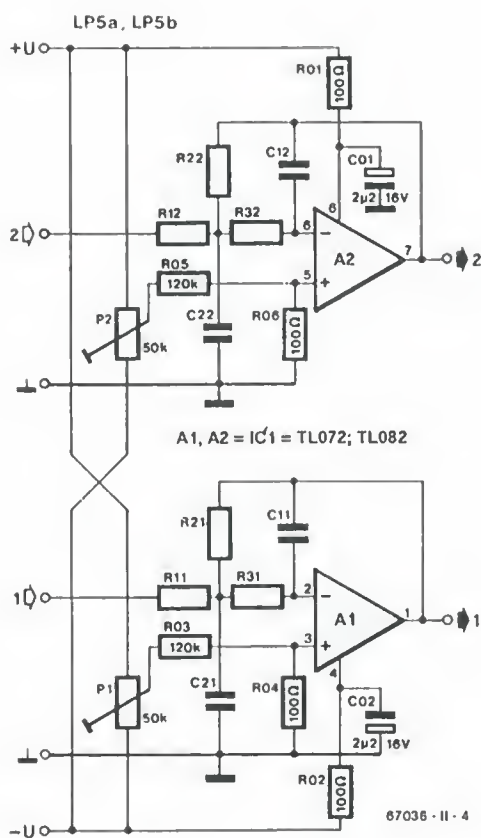 LP5a, LP5b
+U
R01
100Ω
R22
C12
C01
2µ2 16V
6
2
R12
R32
6
−
A2
7
2
R05
120k
5
+
P2
50k
C22
R06
100Ω
⊥
A1, A2 = IC1 = TL072; TL082
R21
C11
1
R11
R31
2
−
A1
1
1
R03
120k
3
+
4
P1
50k
C21
R04
100Ω
C02
2µ2 16V
⊥
R02
100Ω
−U
67036 - II - 4